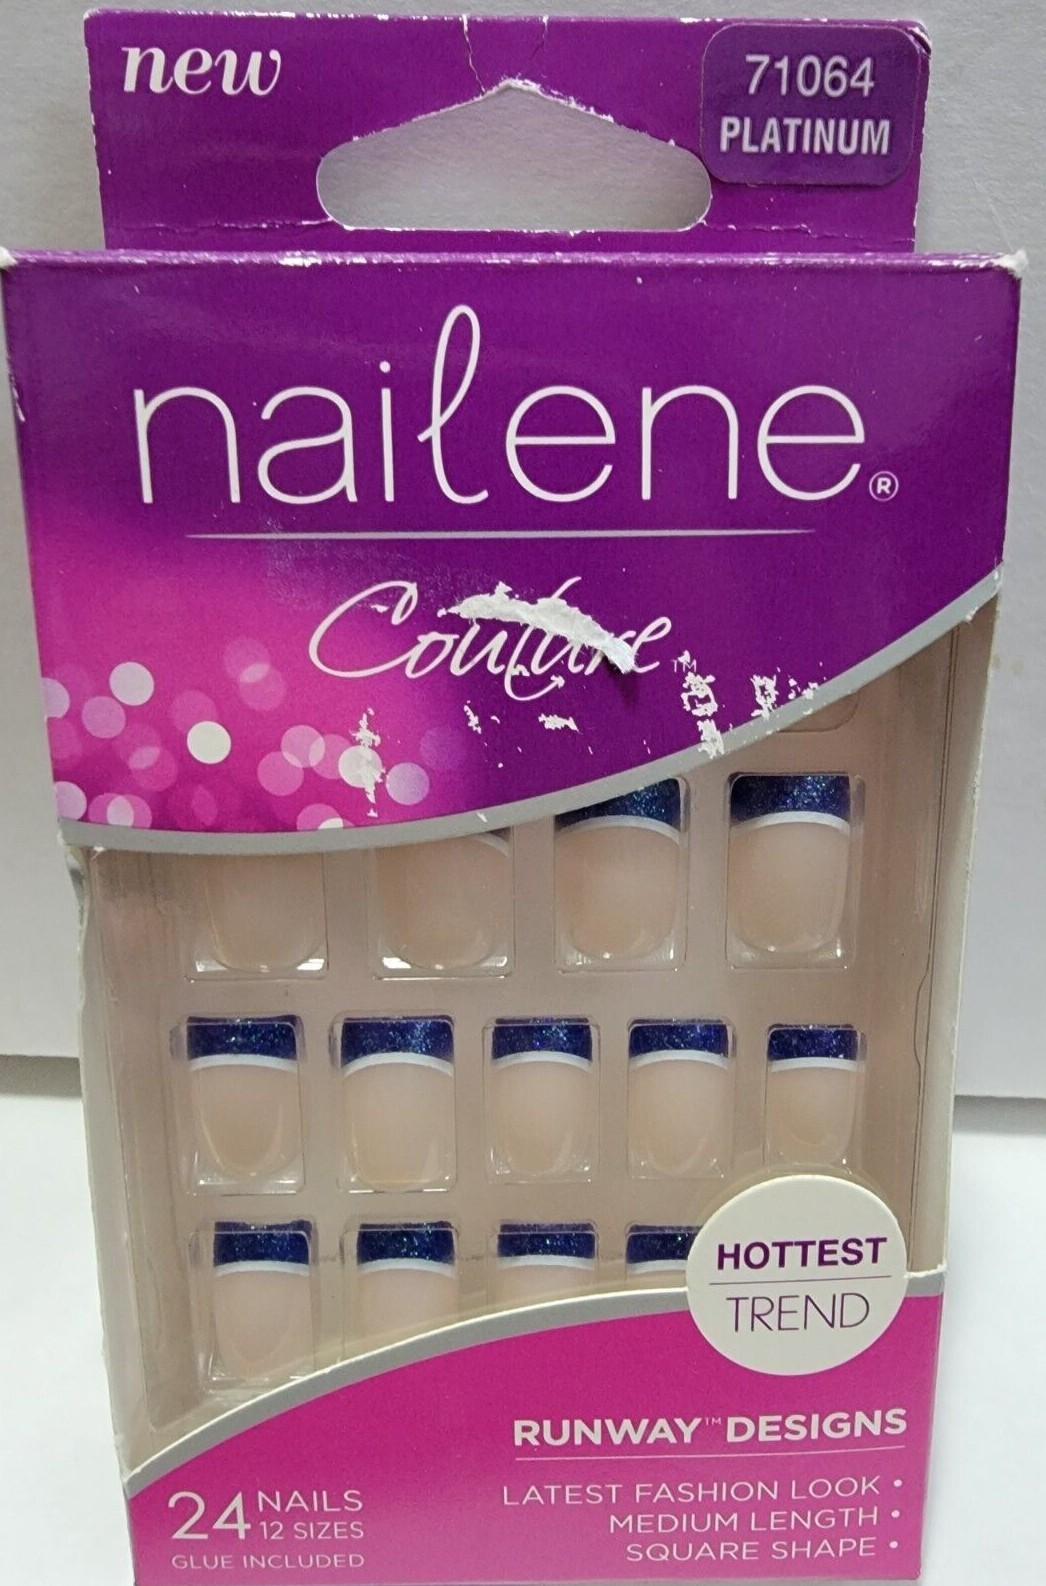 new
71064
PLATINUM
nailene®
Couture™
HOTTEST
TREND
RUNWAY™ DESIGNS
LATEST FASHION LOOK •
MEDIUM LENGTH •
SQUARE SHAPE •
24 NAILS
12 SIZES
GLUE INCLUDED